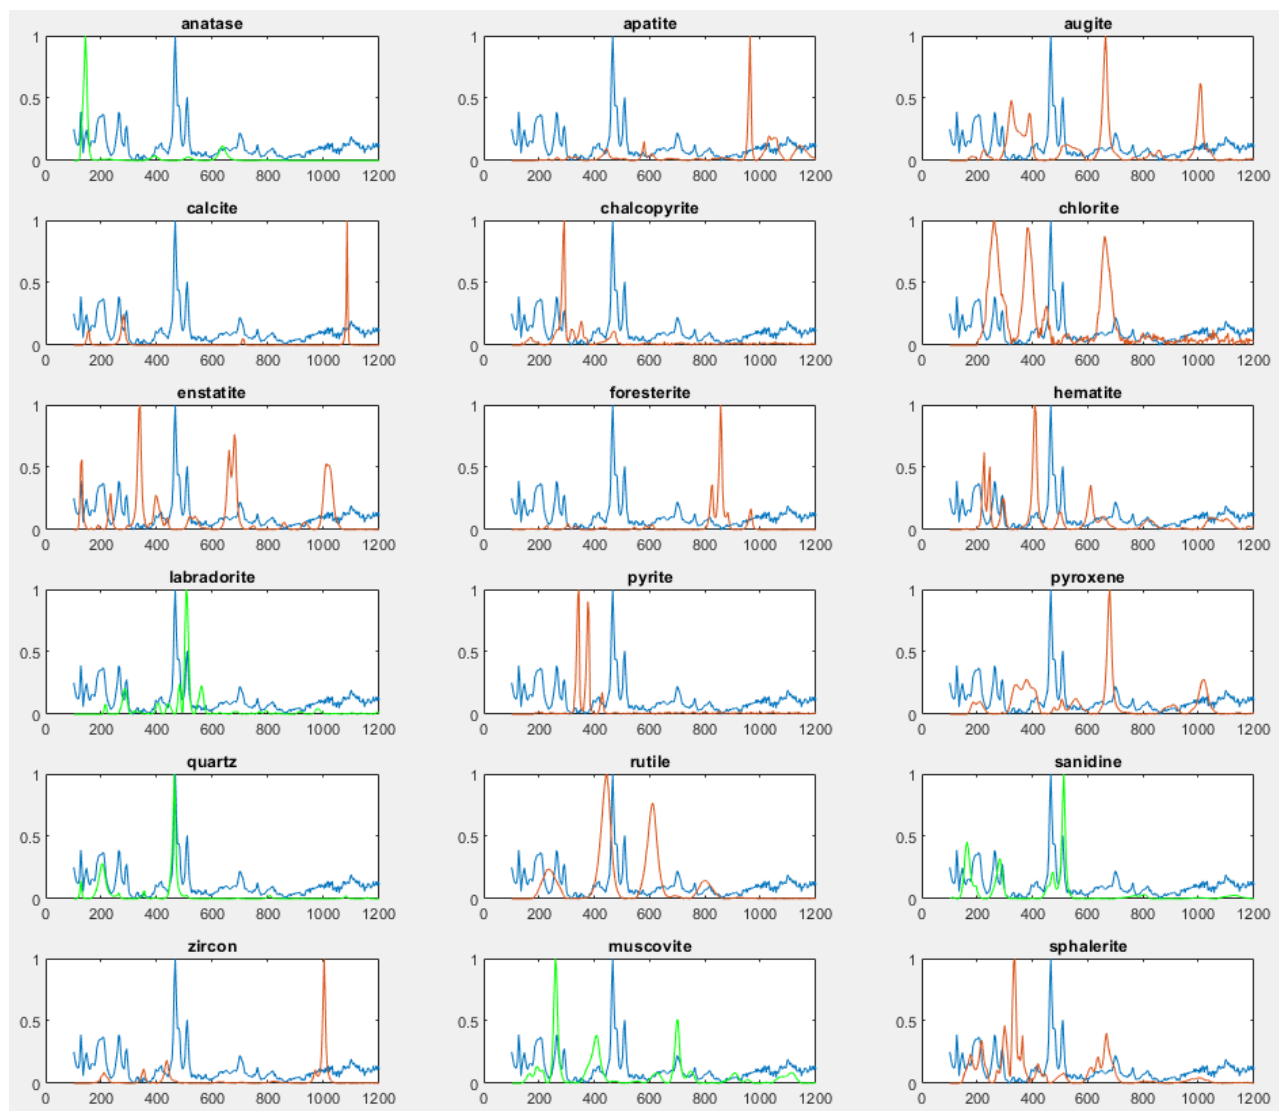 anatase apatite augite
1 1 1
0.5 0.5 0.5
0 0 0
0 200 400 600 800 1000 1200 0 200 400 600 800 1000 1200 0 200 400 600 800 1000 1200
calcite chalcopyrite chlorite
1 1 1
0.5 0.5 0.5
0 0 0
0 200 400 600 800 1000 1200 0 200 400 600 800 1000 1200 0 200 400 600 800 1000 1200
enstatite foresterite hematite
1 1 1
0.5 0.5 0.5
0 0 0
0 200 400 600 800 1000 1200 0 200 400 600 800 1000 1200 0 200 400 600 800 1000 1200
labradorite pyrite pyroxene
1 1 1
0.5 0.5 0.5
0 0 0
0 200 400 600 800 1000 1200 0 200 400 600 800 1000 1200 0 200 400 600 800 1000 1200
quartz rutile sanidine
1 1 1
0.5 0.5 0.5
0 0 0
0 200 400 600 800 1000 1200 0 200 400 600 800 1000 1200 0 200 400 600 800 1000 1200
zircon muscovite sphalerite
1 1 1
0.5 0.5 0.5
0 0 0
0 200 400 600 800 1000 1200 0 200 400 600 800 1000 1200 0 200 400 600 800 1000 1200